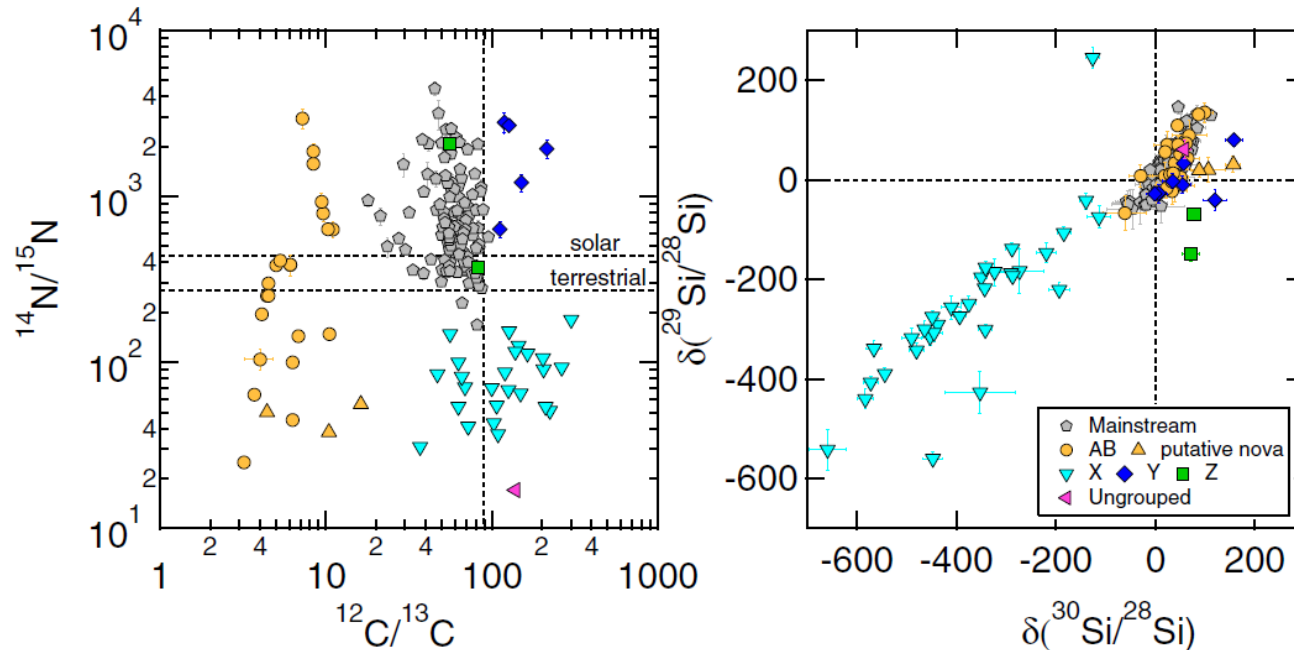 10⁴
4
2
10³
4
2
10²
4
2
10¹
¹⁴N/¹⁵N
solar
terrestrial
1
2
4
10
2
4
100
2
4
1000
¹²C/¹³C
200
0
-200
-400
-600
δ(²⁹Si/²⁸Si)
Mainstream
AB putative nova
X Y Z
Ungrouped
-600 -400 -200 0 200
δ(³⁰Si/²⁸Si)